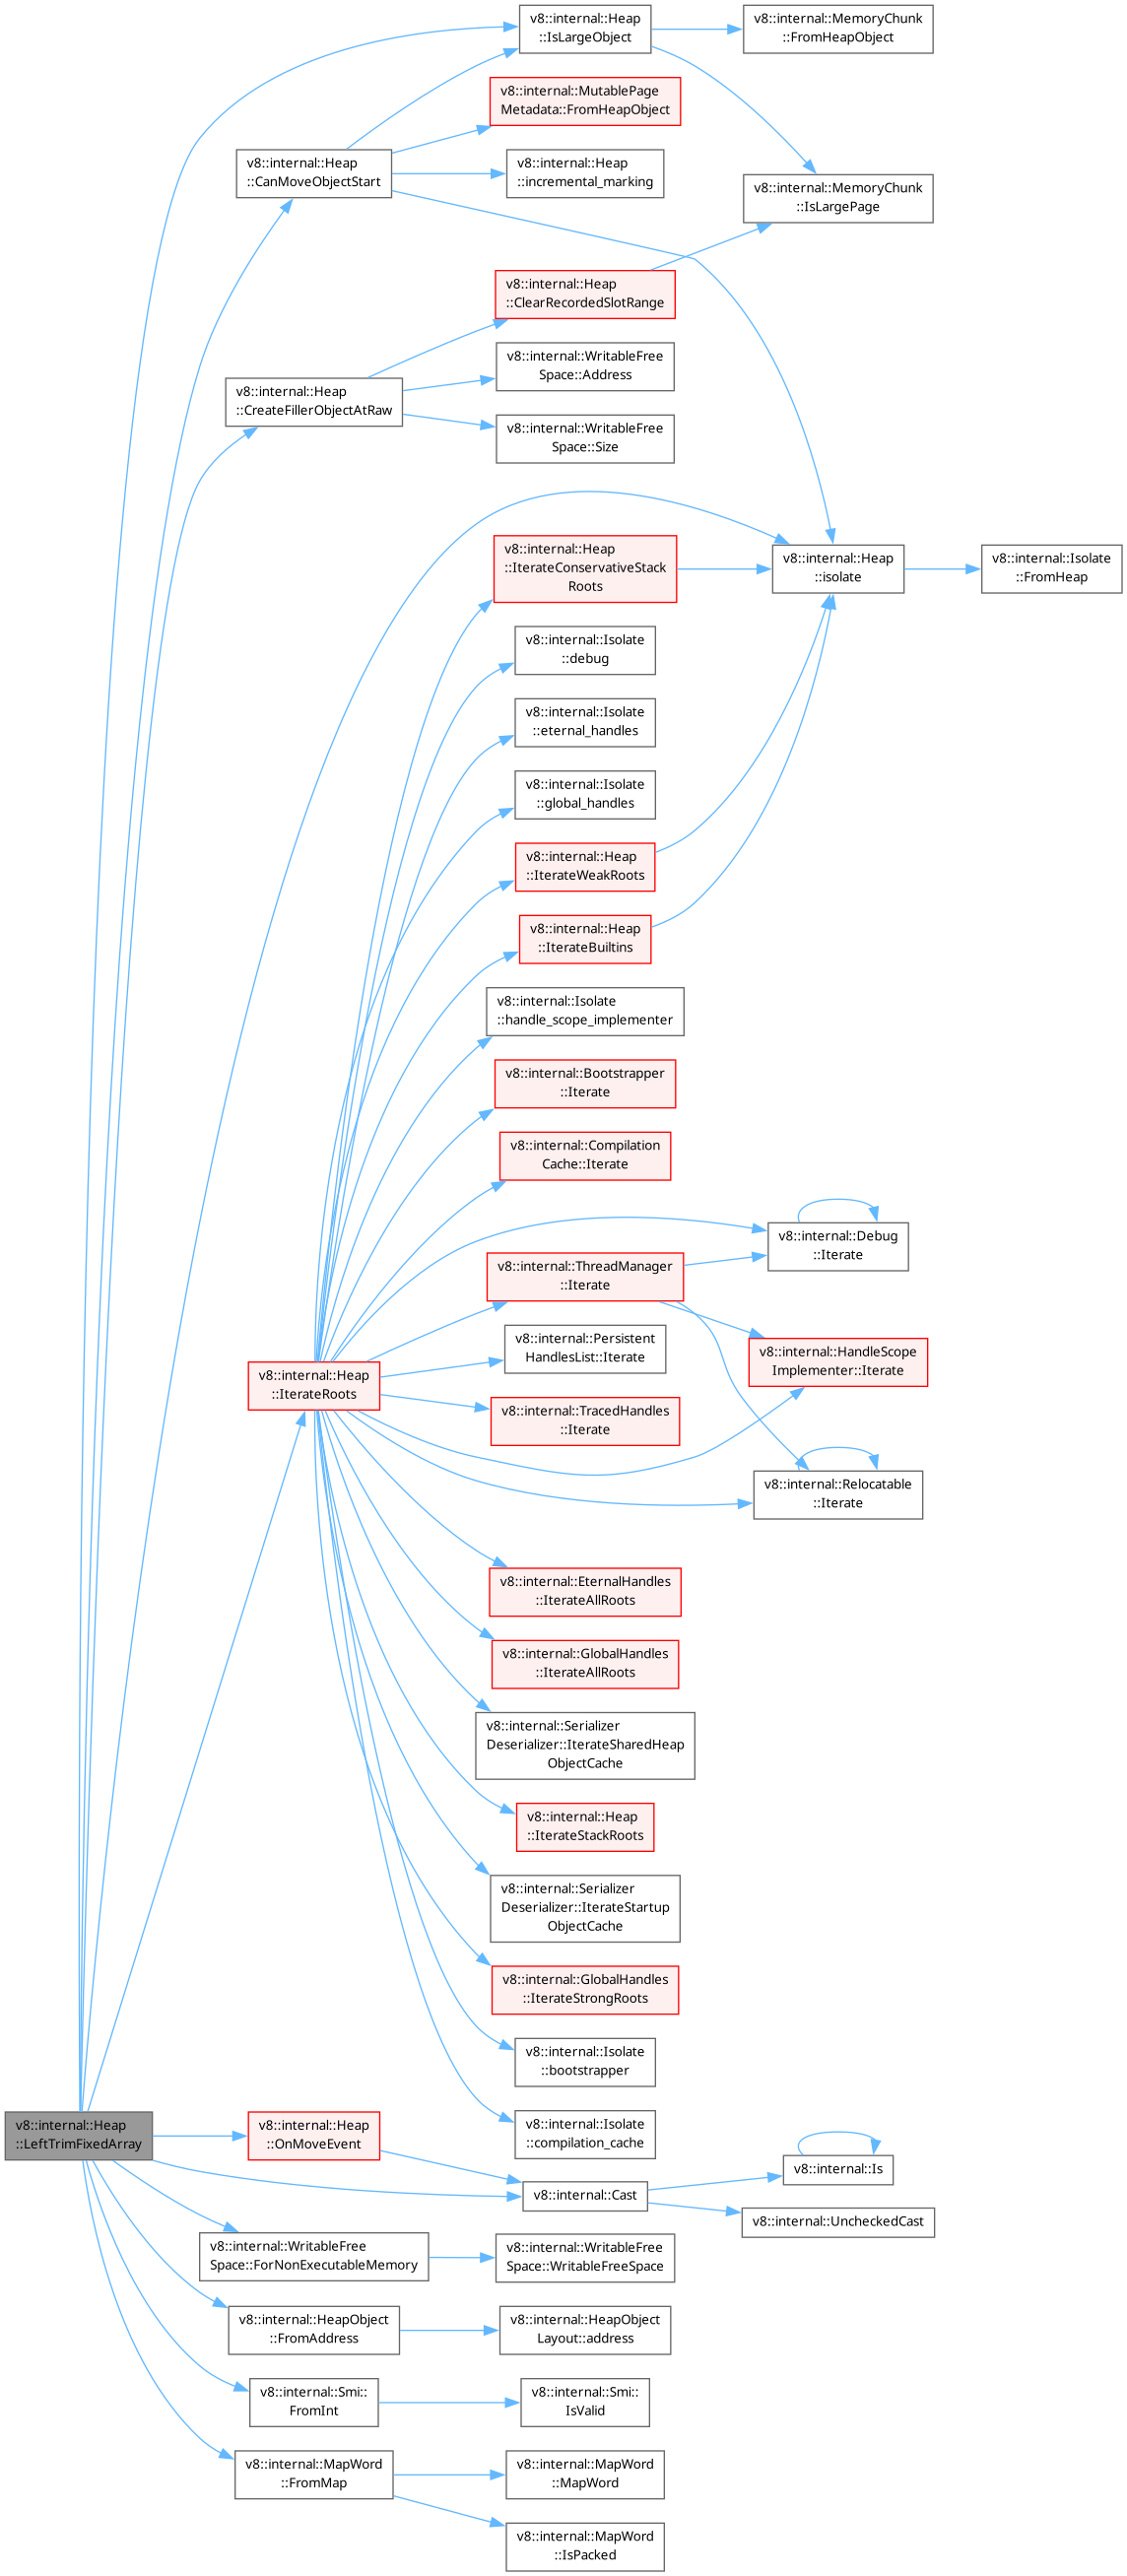 v8::internal::Heap
::IsLargeObject
v8::internal::MemoryChunk
::FromHeapObject
v8::internal::MutablePage
Metadata::FromHeapObject
v8::internal::Heap
::CanMoveObjectStart
v8::internal::Heap
::incremental_marking
v8::internal::MemoryChunk
::IsLargePage
v8::internal::Heap
::ClearRecordedSlotRange
v8::internal::WritableFree
Space::Address
v8::internal::Heap
::CreateFillerObjectAtRaw
v8::internal::WritableFree
Space::Size
v8::internal::Heap
::IterateConservativeStack
Roots
v8::internal::Heap
::isolate
v8::internal::Isolate
::FromHeap
v8::internal::Isolate
::debug
v8::internal::Isolate
::eternal_handles
v8::internal::Isolate
::global_handles
v8::internal::Heap
::IterateWeakRoots
v8::internal::Heap
::IterateBuiltins
v8::internal::Isolate
::handle_scope_implementer
v8::internal::Bootstrapper
::Iterate
v8::internal::Compilation
Cache::Iterate
v8::internal::Debug
::Iterate
v8::internal::ThreadManager
::Iterate
v8::internal::Persistent
HandlesList::Iterate
v8::internal::HandleScope
Implementer::Iterate
v8::internal::Heap
::IterateRoots
v8::internal::TracedHandles
::Iterate
v8::internal::Relocatable
::Iterate
v8::internal::EternalHandles
::IterateAllRoots
v8::internal::GlobalHandles
::IterateAllRoots
v8::internal::Serializer
Deserializer::IterateSharedHeap
ObjectCache
v8::internal::Heap
::IterateStackRoots
v8::internal::Serializer
Deserializer::IterateStartup
ObjectCache
v8::internal::GlobalHandles
::IterateStrongRoots
v8::internal::Isolate
::bootstrapper
v8::internal::Heap
::LeftTrimFixedArray
v8::internal::Heap
::OnMoveEvent
v8::internal::Isolate
::compilation_cache
v8::internal::Is
v8::internal::Cast
v8::internal::UncheckedCast
v8::internal::WritableFree
Space::ForNonExecutableMemory
v8::internal::WritableFree
Space::WritableFreeSpace
v8::internal::HeapObject
::FromAddress
v8::internal::HeapObject
Layout::address
v8::internal::Smi::
FromInt
v8::internal::Smi::
IsValid
v8::internal::MapWord
::FromMap
v8::internal::MapWord
::MapWord
v8::internal::MapWord
::IsPacked